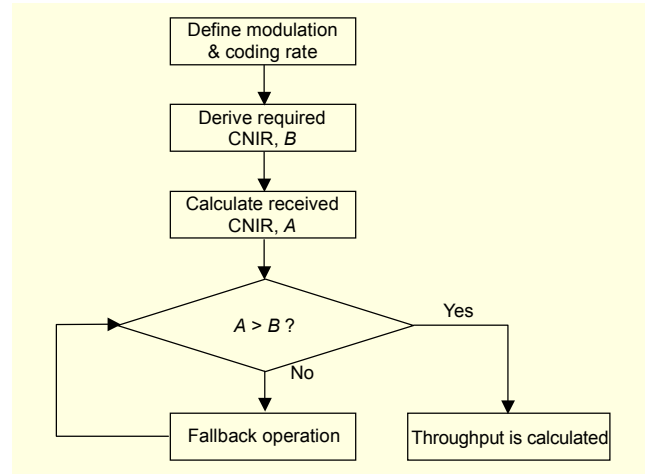 Define modulation
& coding rate
Derive required
CNIR, B
Calculate received
CNIR, A
A > B ?
Yes
No
Fallback operation
Throughput is calculated